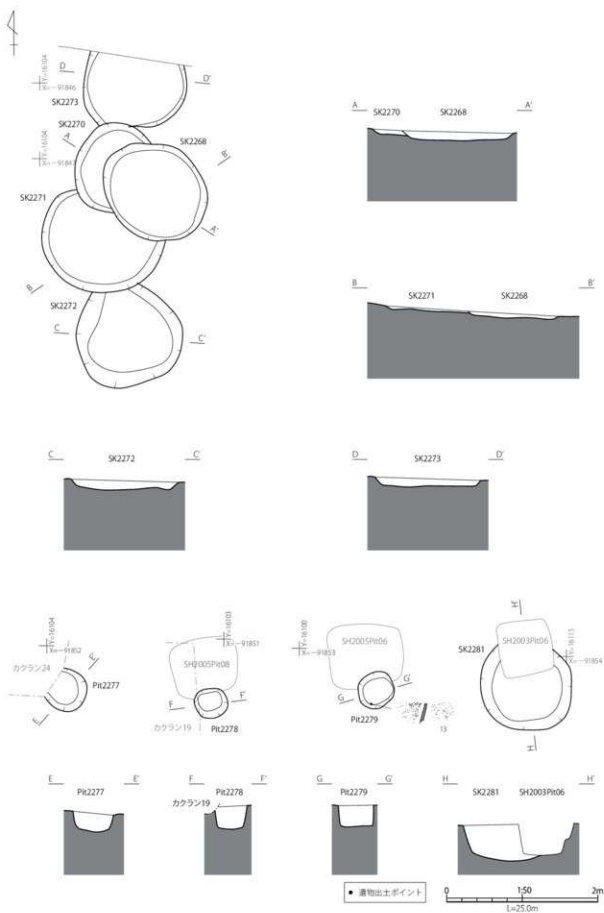 D
D'
Y=16104
X=-91846
SK2273
SK2270
Y=16104
X=-91847
A
SK2268
B'
SK2271
A'
B
SK2272
C
C'
A
SK2270
SK2268
A'
B
SK2271
SK2268
B'
C
SK2272
C'
D
SK2273
D'
Y=16104
X=-91852
カクラン24
E'
Pit2277
E
Y=16103
X=-91851
SH2005Pit08
F
F'
カクラン19
Pit2278
Y=16100
X=-91853
SH2005Pit06
G
G'
Pit2279
13
H'
SH2003Pit06
SK2281
Y=16115
X=-91854
H
E
Pit2277
E'
F
Pit2278
F'
カクラン19
G
Pit2279
G'
H
SK2281
SH2003Pit06
H'
● 遺物出土ポイント
0 1:50 2m
L=25.0m